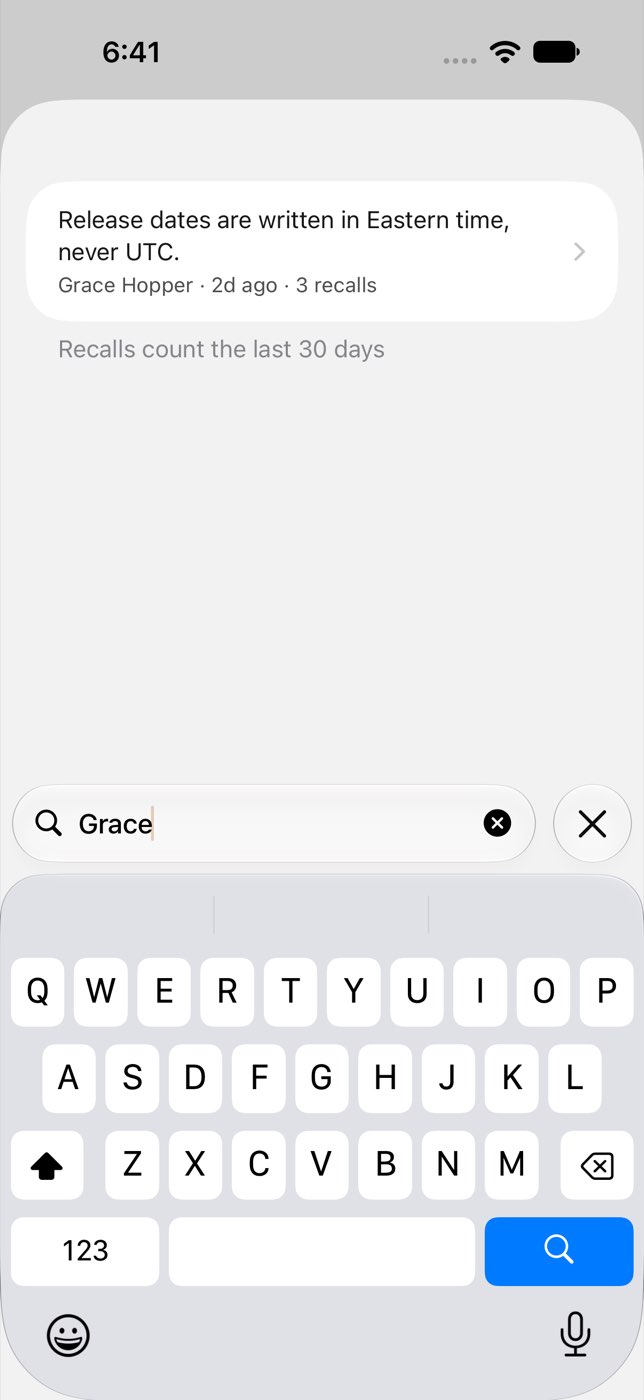 6:41
Release dates are written in Eastern time,
never UTC.
Grace Hopper · 2d ago · 3 recalls
Recalls count the last 30 days
Grace
Q W E R T Y U I O P
A S D F G H J K L
Z X C V B N M
123